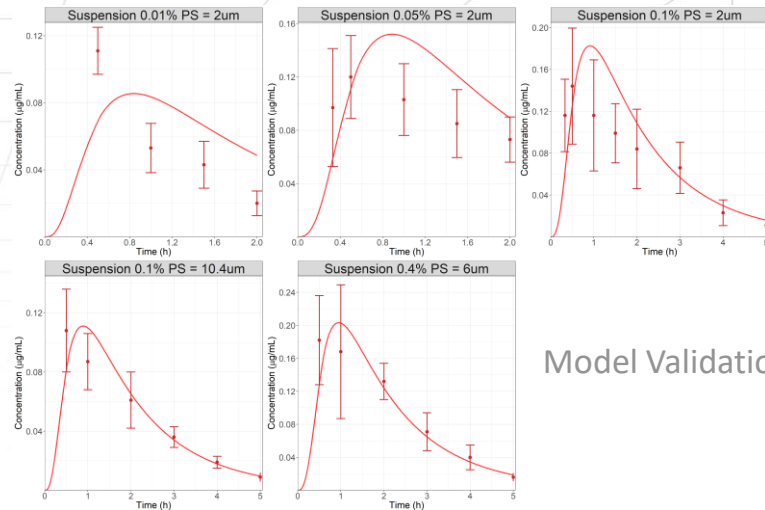 Suspension 0.01% PS = 2um
Concentration (µg/mL)
0.12
0.08
0.04
0.0 0.4 0.8 1.2 1.6 2.0
Time (h)
Suspension 0.05% PS = 2um
Concentration (µg/mL)
0.16
0.12
0.08
0.04
0.0 0.4 0.8 1.2 1.6 2.0
Time (h)
Suspension 0.1% PS = 2um
Concentration (µg/mL)
0.20
0.16
0.12
0.08
0.04
0 1 2 3 4
Time (h)
Suspension 0.1% PS = 10.4um
Concentration (µg/mL)
0.12
0.08
0.04
0 1 2 3 4 5
Time (h)
Suspension 0.4% PS = 6um
Concentration (µg/mL)
0.24
0.20
0.16
0.12
0.08
0.04
0 1 2 3 4 5
Time (h)
Model Validatio